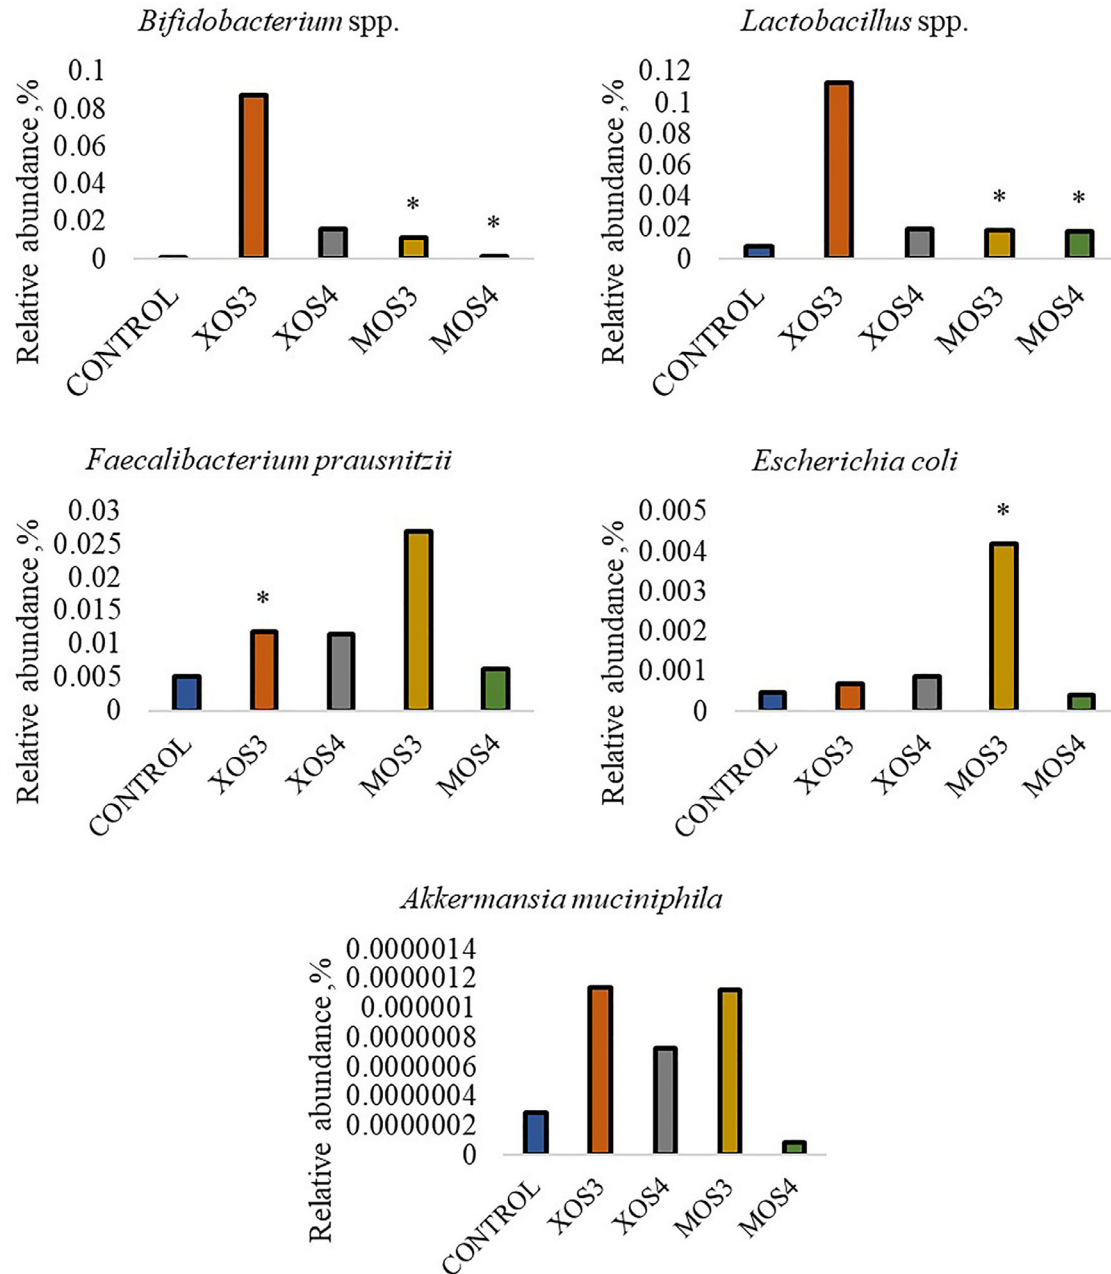 Bifidobacterium spp.
Relative abundance,%
0.1
0.08
0.06
0.04
0.02
0
*
*
CONTROL
XOS3
XOS4
MOS3
MOS4
Lactobacillus spp.
Relative abundance,%
0.12
0.1
0.08
0.06
0.04
0.02
0
*
*
CONTROL
XOS3
XOS4
MOS3
MOS4
Faecalibacterium prausnitzii
Relative abundance,%
0.03
0.025
0.02
0.015
0.01
0.005
0
*
CONTROL
XOS3
XOS4
MOS3
MOS4
Escherichia coli
Relative abundance,%
0.005
0.004
0.003
0.002
0.001
0
*
CONTROL
XOS3
XOS4
MOS3
MOS4
Akkermansia muciniphila
Relative abundance,%
0.0000014
0.0000012
0.000001
0.0000008
0.0000006
0.0000004
0.0000002
0
CONTROL
XOS3
XOS4
MOS3
MOS4